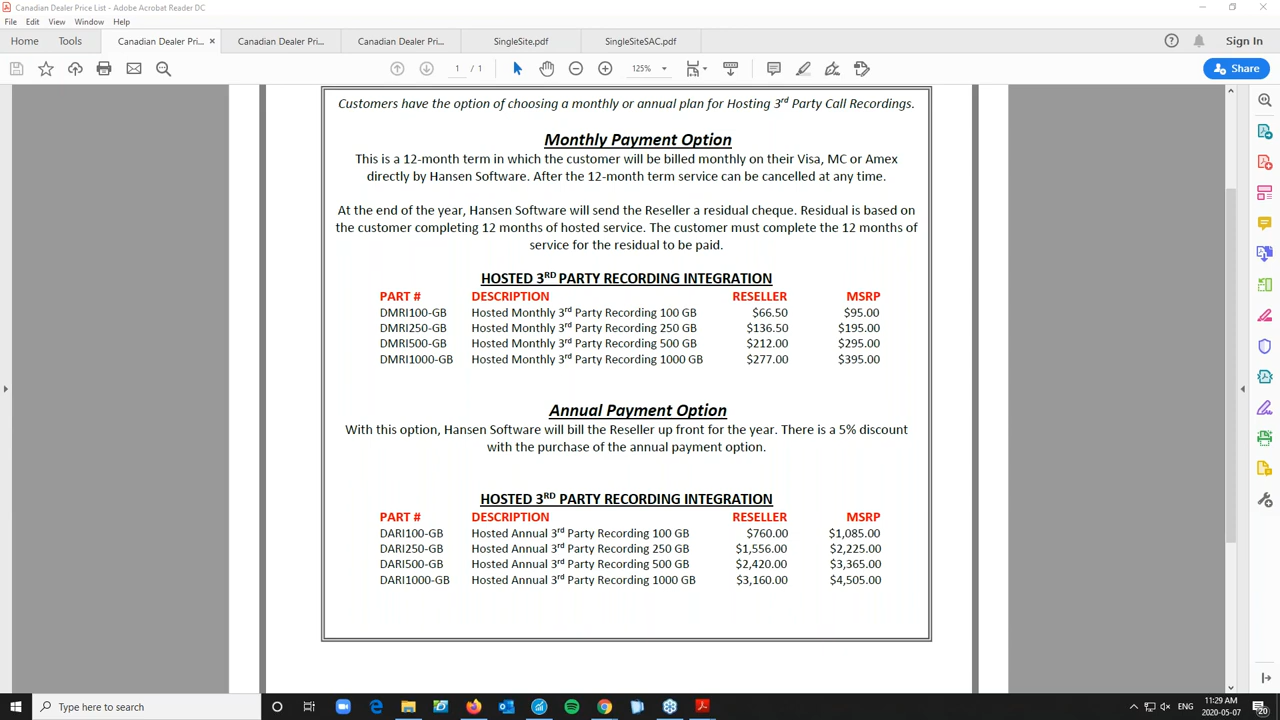 Canadian Dealer Price List - Adobe Acrobat Reader DC
File Edit View Window Help
Home Tools Canadian Dealer Pri... × Canadian Dealer Pri... Canadian Dealer Pri... SingleSite.pdf SingleSiteSAC.pdf Sign In
1 / 1 125% Share
Customers have the option of choosing a monthly or annual plan for Hosting 3rd Party Call Recordings.
Monthly Payment Option
This is a 12-month term in which the customer will be billed monthly on their Visa, MC or Amex
directly by Hansen Software. After the 12-month term service can be cancelled at any time.
At the end of the year, Hansen Software will send the Reseller a residual cheque. Residual is based on
the customer completing 12 months of hosted service. The customer must complete the 12 months of
service for the residual to be paid.
HOSTED 3RD PARTY RECORDING INTEGRATION
PART # DESCRIPTION RESELLER MSRP
DMRI100-GB Hosted Monthly 3rd Party Recording 100 GB $66.50 $95.00
DMRI250-GB Hosted Monthly 3rd Party Recording 250 GB $136.50 $195.00
DMRI500-GB Hosted Monthly 3rd Party Recording 500 GB $212.00 $295.00
DMRI1000-GB Hosted Monthly 3rd Party Recording 1000 GB $277.00 $395.00
Annual Payment Option
With this option, Hansen Software will bill the Reseller up front for the year. There is a 5% discount
with the purchase of the annual payment option.
HOSTED 3RD PARTY RECORDING INTEGRATION
PART # DESCRIPTION RESELLER MSRP
DARI100-GB Hosted Annual 3rd Party Recording 100 GB $760.00 $1,085.00
DARI250-GB Hosted Annual 3rd Party Recording 250 GB $1,556.00 $2,225.00
DARI500-GB Hosted Annual 3rd Party Recording 500 GB $2,420.00 $3,365.00
DARI1000-GB Hosted Annual 3rd Party Recording 1000 GB $3,160.00 $4,505.00
Type here to search ENG 11:29 AM
2020-05-07 20